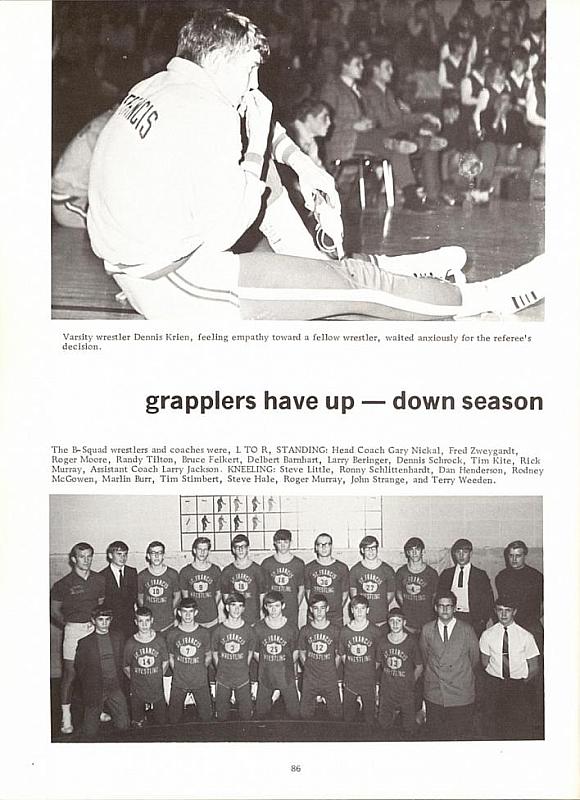 FRANCIS
Varsity wrestler Dennis Krien, feeling empathy toward a fellow wrestler, waited anxiously for the referee's
decision.
grapplers have up — down season
The B-Squad wrestlers and coaches were, L TO R, STANDING: Head Coach Gary Nickal, Fred Zweygardt,
Roger Moore, Randy Tilton, Bruce Feikert, Delbert Barnhart, Larry Beringer, Dennis Schrock, Tim Kite, Rick
Murray, Assistant Coach Larry Jackson. KNEELING: Steve Little, Ronny Schlittenhardt, Dan Henderson, Rodney
McGowen, Marlin Burr, Tim Stimbert, Steve Hale, Roger Murray, John Strange, and Terry Weeden.
ST. FRANCIS
WRESTLING
86